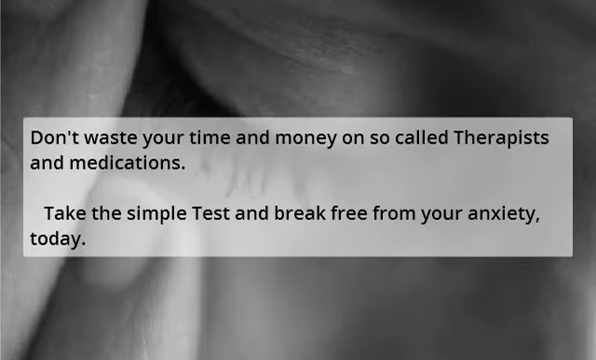 Don't waste your time and money on so called Therapists
and medications.
Take the simple Test and break free from your anxiety,
today.